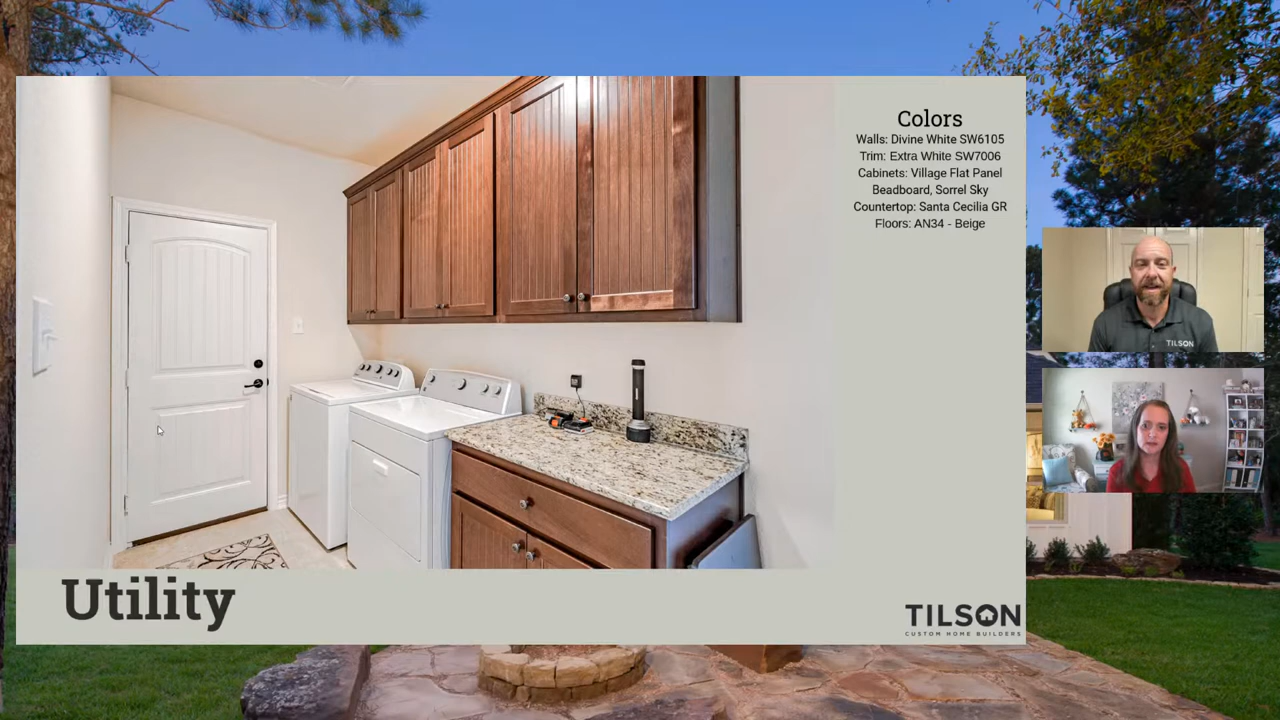 Colors
Walls: Divine White SW6105
Trim: Extra White SW7006
Cabinets: Village Flat Panel
Beadboard, Sorrel Sky
Countertop: Santa Cecilia GR
Floors: AN34 - Beige
TILSON
Utility
TILSON
CUSTOM HOME BUILDERS